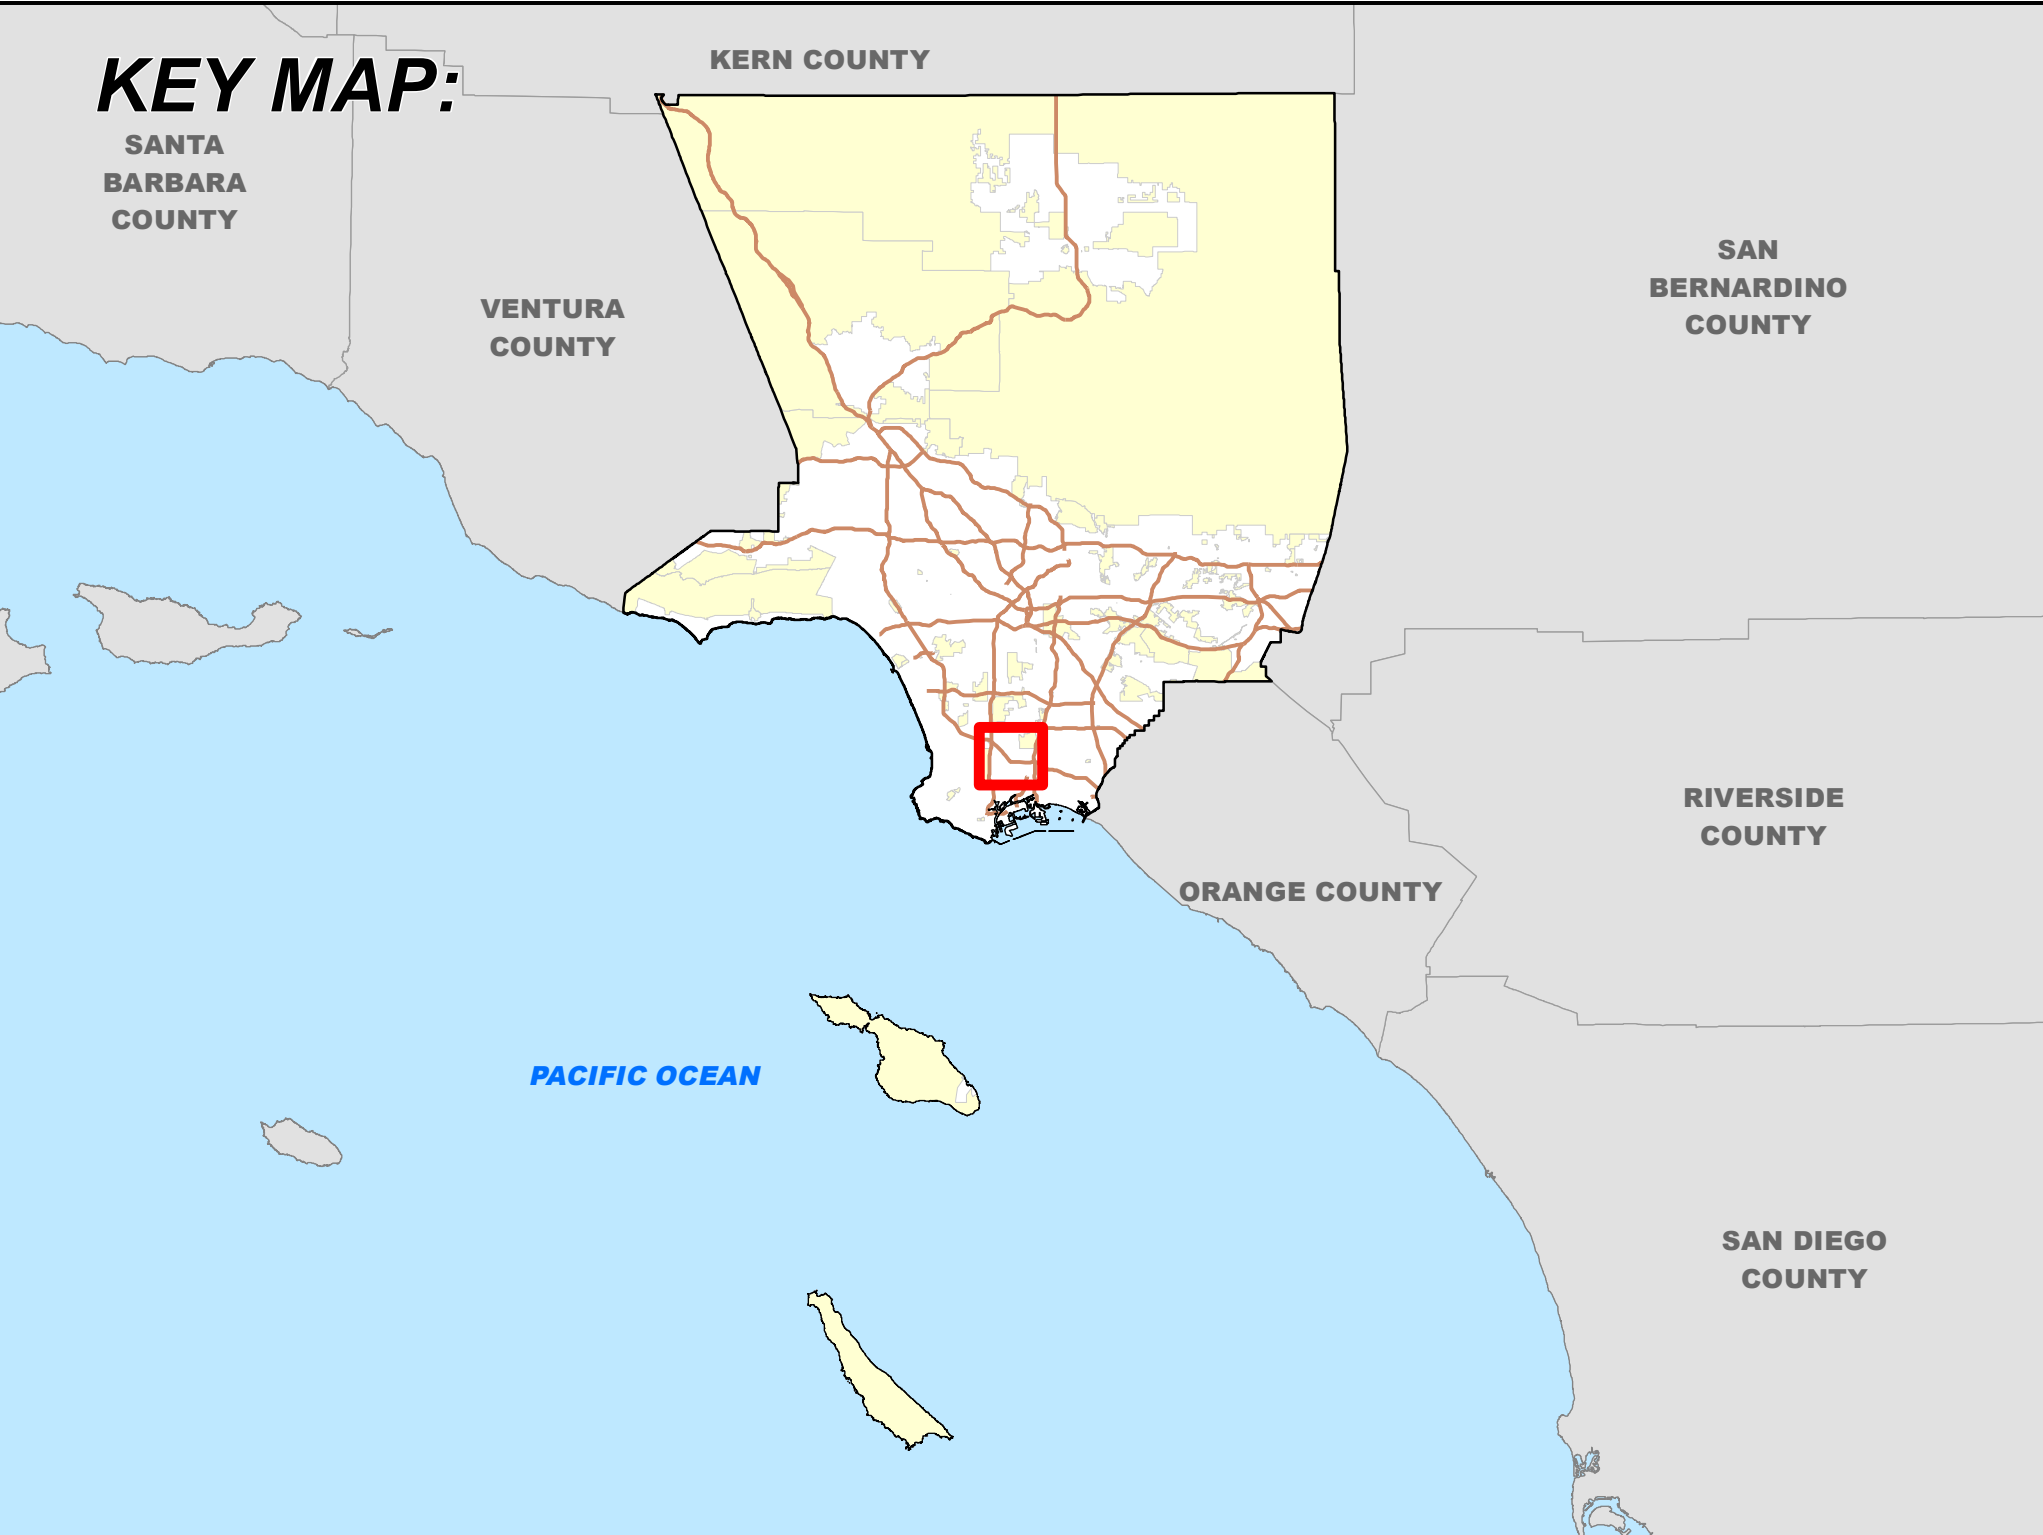 KEY MAP:
KERN COUNTY
SANTA
BARBARA
COUNTY
VENTURA
COUNTY
SAN
BERNARDINO
COUNTY
RIVERSIDE
COUNTY
ORANGE COUNTY
PACIFIC OCEAN
SAN DIEGO
COUNTY